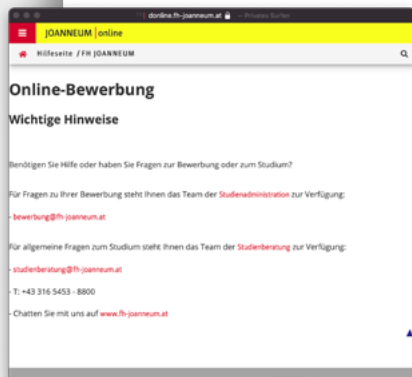 donline.fh-joanneum.at — Privates Surfen
JOANNEUM | online
Hilfeseite / FH JOANNEUM
Online-Bewerbung
Wichtige Hinweise
Benötigen Sie Hilfe oder haben Sie Fragen zur Bewerbung oder zum Studium?
Für Fragen zu Ihrer Bewerbung steht Ihnen das Team der Studienadministration zur Verfügung:
- bewerbung@fh-joanneum.at
Für allgemeine Fragen zum Studium steht Ihnen das Team der Studienberatung zur Verfügung:
- studienberatung@fh-joanneum.at
- T: +43 316 5453 - 8800
- Chatten Sie mit uns auf www.fh-joanneum.at